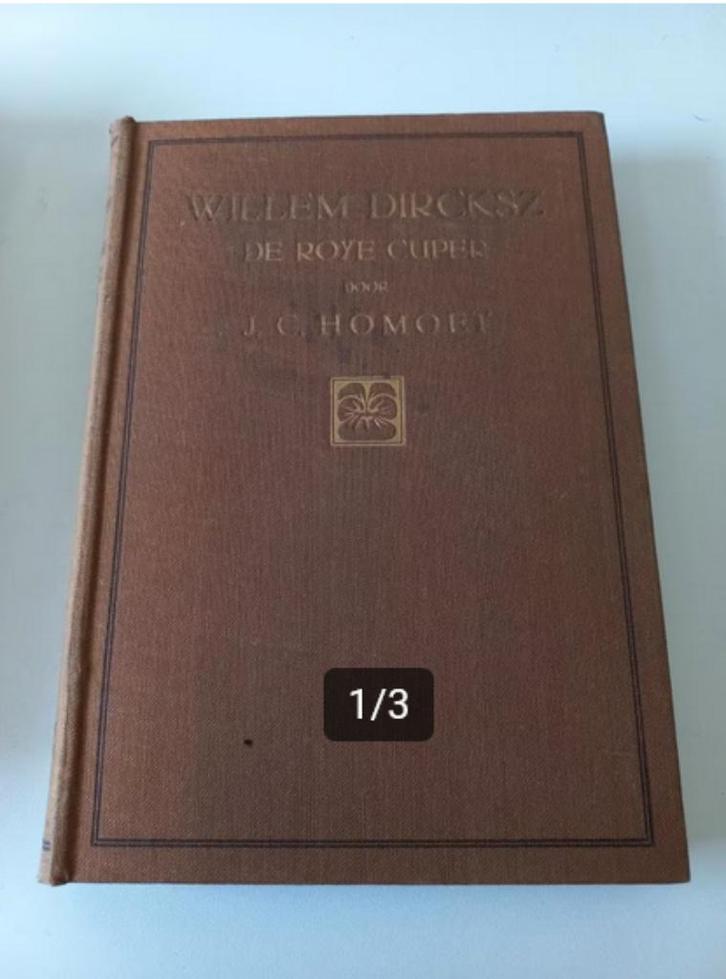 WILLEM DIRCKSZ
DE ROYE CUPER
DOOR
J. C. HOMOET
1/3